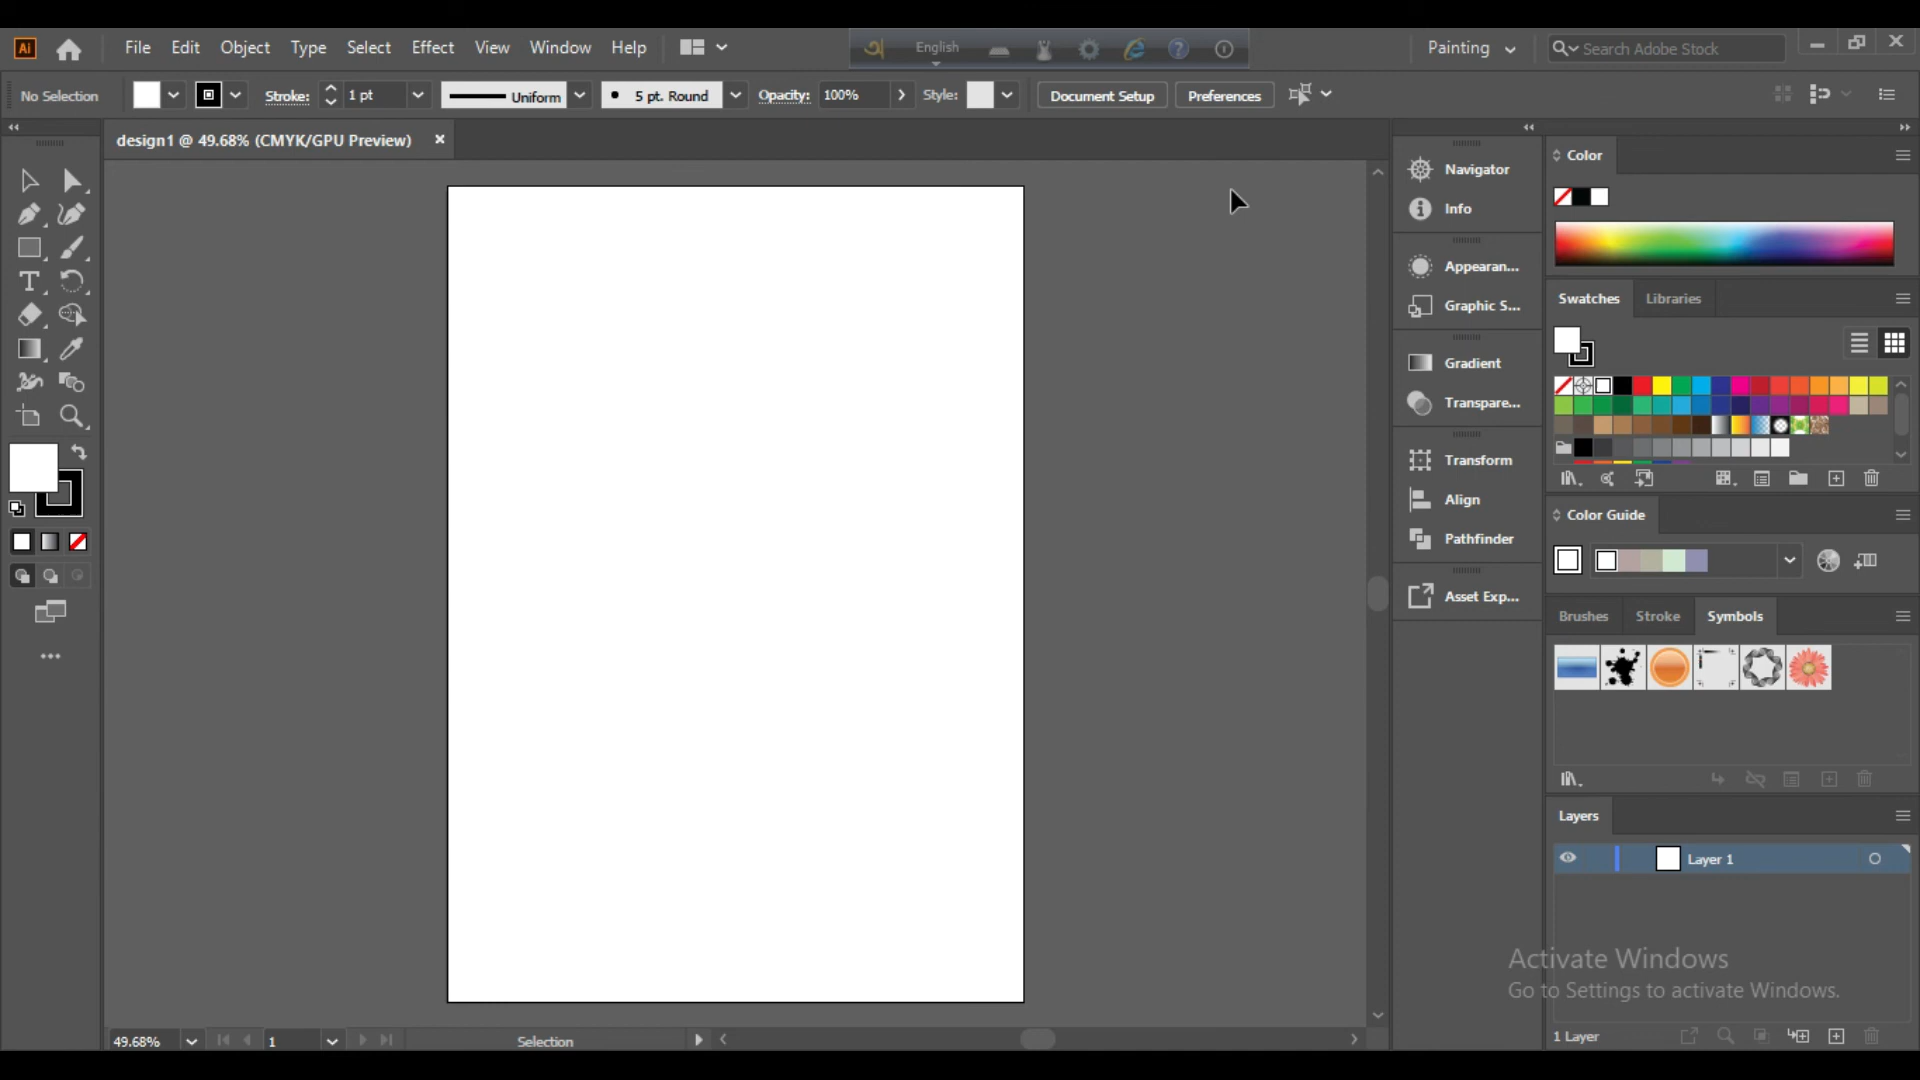 Ai File Edit Object Type Select Effect View Window Help English Painting Search Adobe Stock
No Selection Stroke: 1 pt Uniform 5 pt. Round Opacity: 100% Style: Document Setup Preferences
design1 @ 49.68% (CMYK/GPU Preview)
Navigator
Info
Appearan...
Graphic S...
Gradient
Transpare...
Transform
Align
Pathfinder
Asset Exp...
Color
Swatches Libraries
Color Guide
Brushes Stroke Symbols
Layers
Layer 1
Activate Windows
Go to Settings to activate Windows.
1 Layer
49.68% 1 Selection